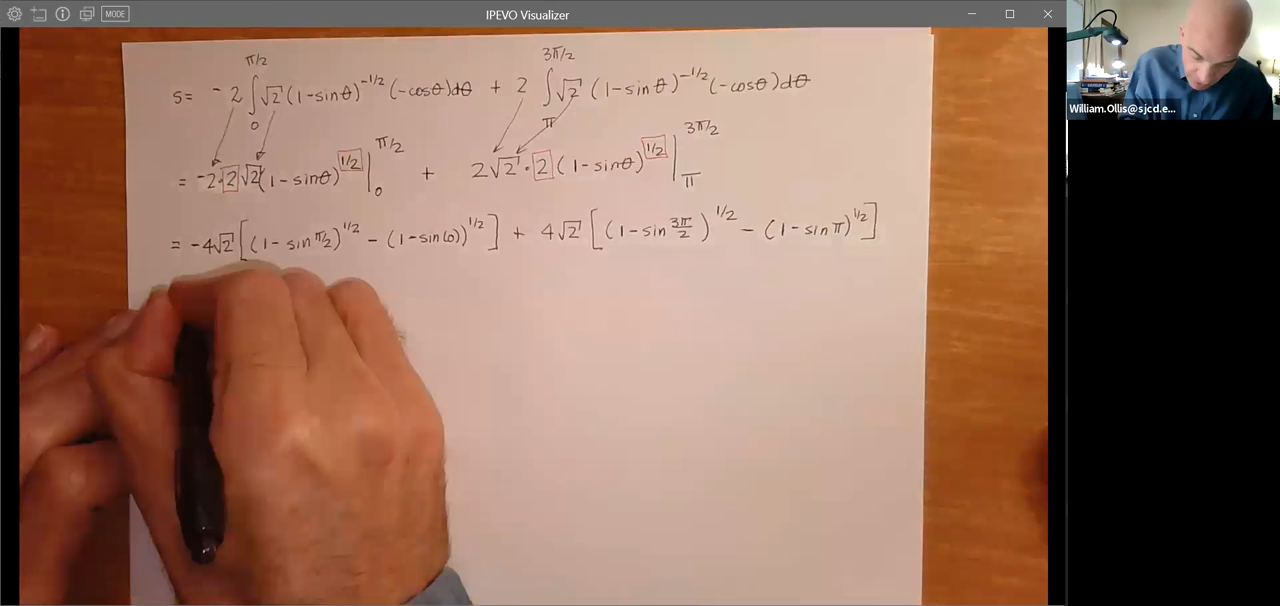 MODE
IPEVO Visualizer
William.Ollis@sjcd.e...
π/2 3π/2
s= -2 ∫ √2 (1-sinθ)^-1/2 (-cosθ)dθ + 2 ∫ √2 (1-sinθ)^-1/2 (-cosθ)dθ
0 π
= -2·2√2(1-sinθ)^1/2 |_0^π/2 + 2√2·2(1-sinθ)^1/2 |_π^3π/2
= -4√2[(1-sin π/2)^1/2 - (1-sin(0))^1/2] + 4√2[(1-sin 3π/2)^1/2 - (1-sin π)^1/2]